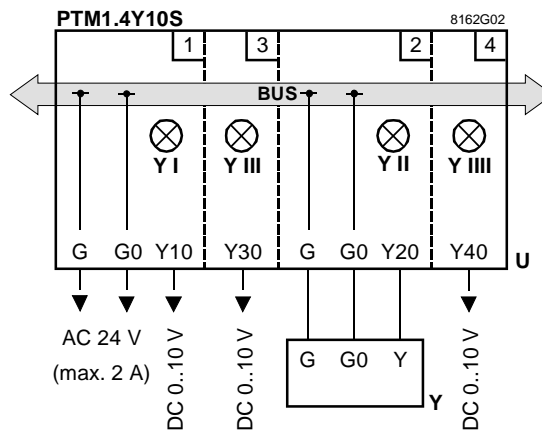 PTM1.4Y10S 8162G02
1 3 2 4
BUS
Y I Y III Y II Y IIII
G G0 Y10 Y30 G G0 Y20 Y40 U
AC 24 V
(max. 2 A)
DC 0..10 V
DC 0..10 V
G G0 Y
Y
DC 0..10 V